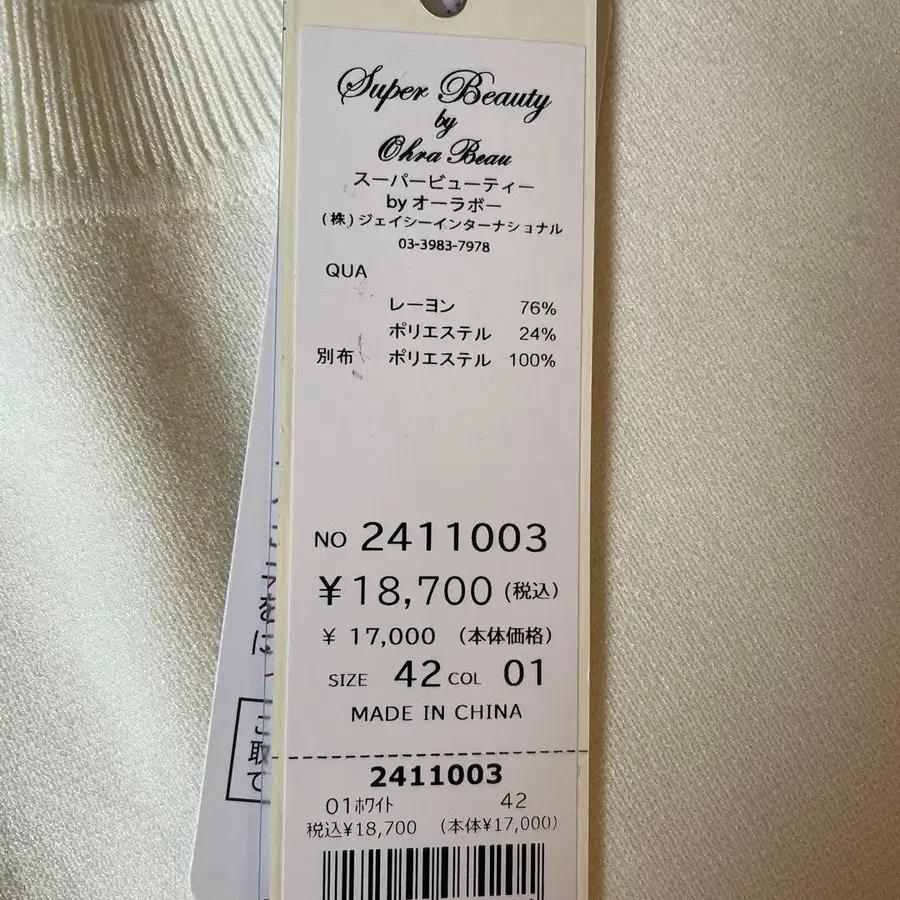 Super Beauty
by
Ohra Beau
スーパービューティー
by オーラボー
(株)ジェイシーインターナショナル
03-3983-7978
QUA
レーヨン 76%
ポリエステル 24%
別布 ポリエステル 100%
NO 2411003
¥18,700 (税込)
¥ 17,000 (本体価格)
SIZE 42 COL 01
MADE IN CHINA
2411003
01ﾎﾜｲﾄ 42
税込¥18,700 (本体¥17,000)